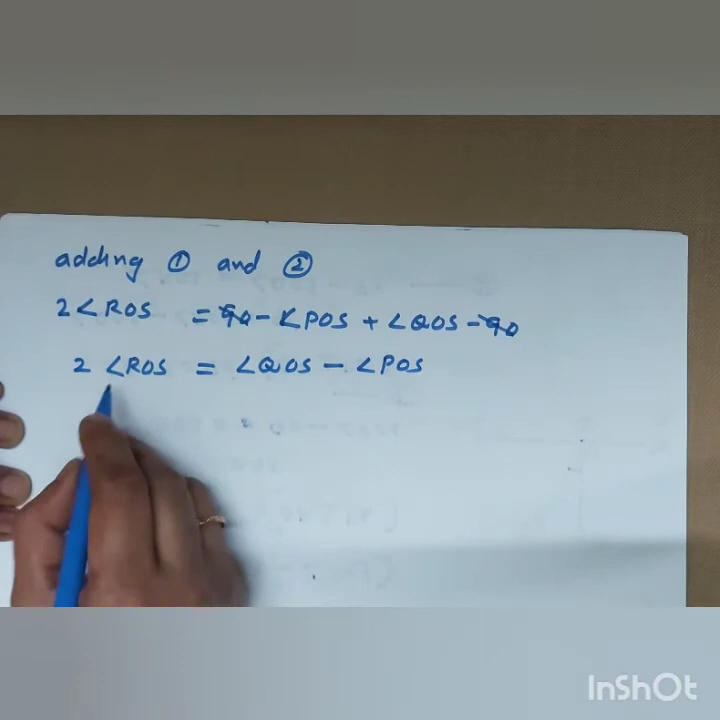 adding ① and ②
2∠ROS = 90 - ∠POS + ∠QOS - 90
2 ∠ROS = ∠QOS - ∠POS
InShOt